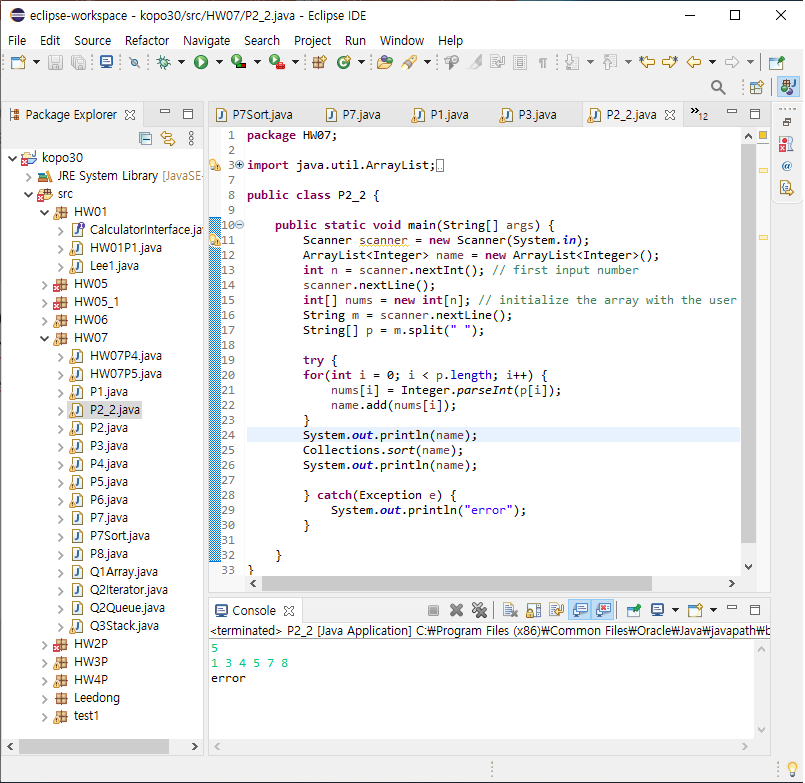 eclipse-workspace - kopo30/src/HW07/P2_2.java - Eclipse IDE
File Edit Source Refactor Navigate Search Project Run Window Help
Package Explorer
kopo30
JRE System Library [JavaSE-
src
HW01
CalculatorInterface.jav
HW01P1.java
Lee1.java
HW05
HW05_1
HW06
HW07
HW07P4.java
HW07P5.java
P1.java
P2_2.java
P2.java
P3.java
P4.java
P5.java
P6.java
P7.java
P7Sort.java
P8.java
Q1Array.java
Q2Iterator.java
Q2Queue.java
Q3Stack.java
HW2P
HW3P
HW4P
Leedong
test1
P7Sort.java P7.java P1.java P3.java P2_2.java »12
1 package HW07;
2
3 import java.util.ArrayList;
7
8 public class P2_2 {
9
10 public static void main(String[] args) {
11 Scanner scanner = new Scanner(System.in);
12 ArrayList<Integer> name = new ArrayList<Integer>();
13 int n = scanner.nextInt(); // first input number
14 scanner.nextLine();
15 int[] nums = new int[n]; // initialize the array with the user
16 String m = scanner.nextLine();
17 String[] p = m.split(" ");
18
19 try {
20 for(int i = 0; i < p.length; i++) {
21 nums[i] = Integer.parseInt(p[i]);
22 name.add(nums[i]);
23 }
24 System.out.println(name);
25 Collections.sort(name);
26 System.out.println(name);
27
28 } catch(Exception e) {
29 System.out.println("error");
30 }
31
32 }
33 }
Console
<terminated> P2_2 [Java Application] C:₩Program Files (x86)₩Common Files₩Oracle₩Java₩javapath₩b
5
1 3 4 5 7 8
error